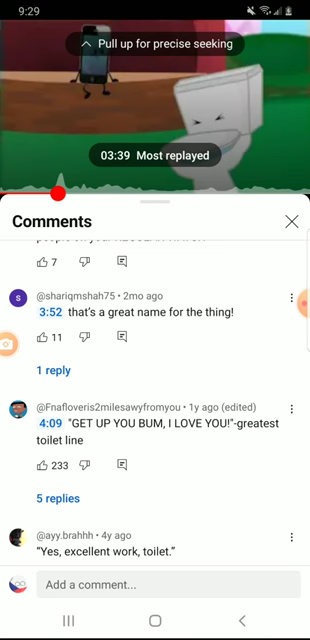 9:29
Pull up for precise seeking
03:39 Most replayed
Comments
7
@shariqmshah75 • 2mo ago
3:52 that's a great name for the thing!
11
1 reply
@Fnafloveris2milesawyfromyou • 1y ago (edited)
4:09 "GET UP YOU BUM, I LOVE YOU!"-greatest
toilet line
233
5 replies
@ayy.brahhh • 4y ago
"Yes, excellent work, toilet."
Add a comment...